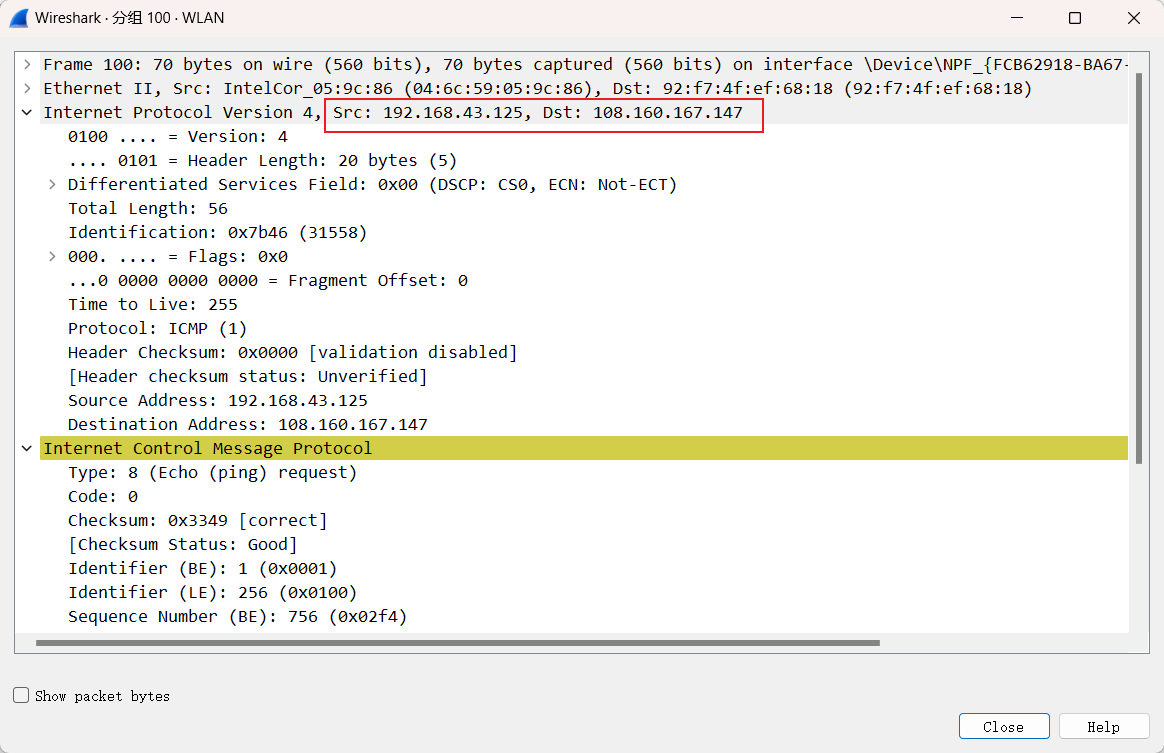 Wireshark · 分组 100 · WLAN
Frame 100: 70 bytes on wire (560 bits), 70 bytes captured (560 bits) on interface \Device\NPF_{FCB62918-BA67-
Ethernet II, Src: IntelCor_05:9c:86 (04:6c:59:05:9c:86), Dst: 92:f7:4f:ef:68:18 (92:f7:4f:ef:68:18)
Internet Protocol Version 4, Src: 192.168.43.125, Dst: 108.160.167.147
0100 .... = Version: 4
.... 0101 = Header Length: 20 bytes (5)
Differentiated Services Field: 0x00 (DSCP: CS0, ECN: Not-ECT)
Total Length: 56
Identification: 0x7b46 (31558)
000. .... = Flags: 0x0
...0 0000 0000 0000 = Fragment Offset: 0
Time to Live: 255
Protocol: ICMP (1)
Header Checksum: 0x0000 [validation disabled]
[Header checksum status: Unverified]
Source Address: 192.168.43.125
Destination Address: 108.160.167.147
Internet Control Message Protocol
Type: 8 (Echo (ping) request)
Code: 0
Checksum: 0x3349 [correct]
[Checksum Status: Good]
Identifier (BE): 1 (0x0001)
Identifier (LE): 256 (0x0100)
Sequence Number (BE): 756 (0x02f4)
Show packet bytes
Close Help